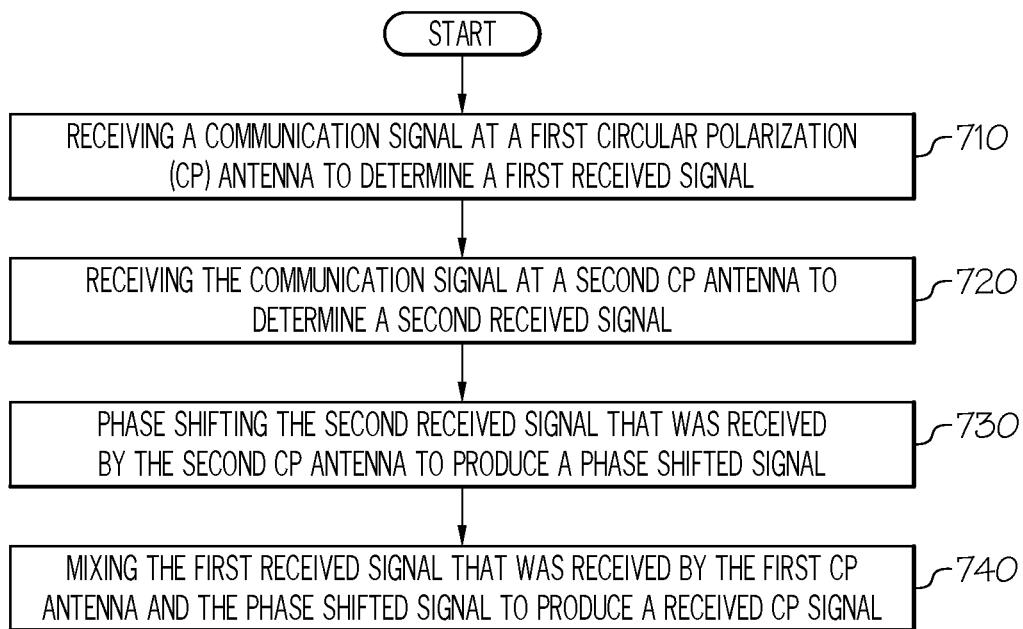 START
RECEIVING A COMMUNICATION SIGNAL AT A FIRST CIRCULAR POLARIZATION
(CP) ANTENNA TO DETERMINE A FIRST RECEIVED SIGNAL
710
RECEIVING THE COMMUNICATION SIGNAL AT A SECOND CP ANTENNA TO
DETERMINE A SECOND RECEIVED SIGNAL
720
PHASE SHIFTING THE SECOND RECEIVED SIGNAL THAT WAS RECEIVED
BY THE SECOND CP ANTENNA TO PRODUCE A PHASE SHIFTED SIGNAL
730
MIXING THE FIRST RECEIVED SIGNAL THAT WAS RECEIVED BY THE FIRST CP
ANTENNA AND THE PHASE SHIFTED SIGNAL TO PRODUCE A RECEIVED CP SIGNAL
740